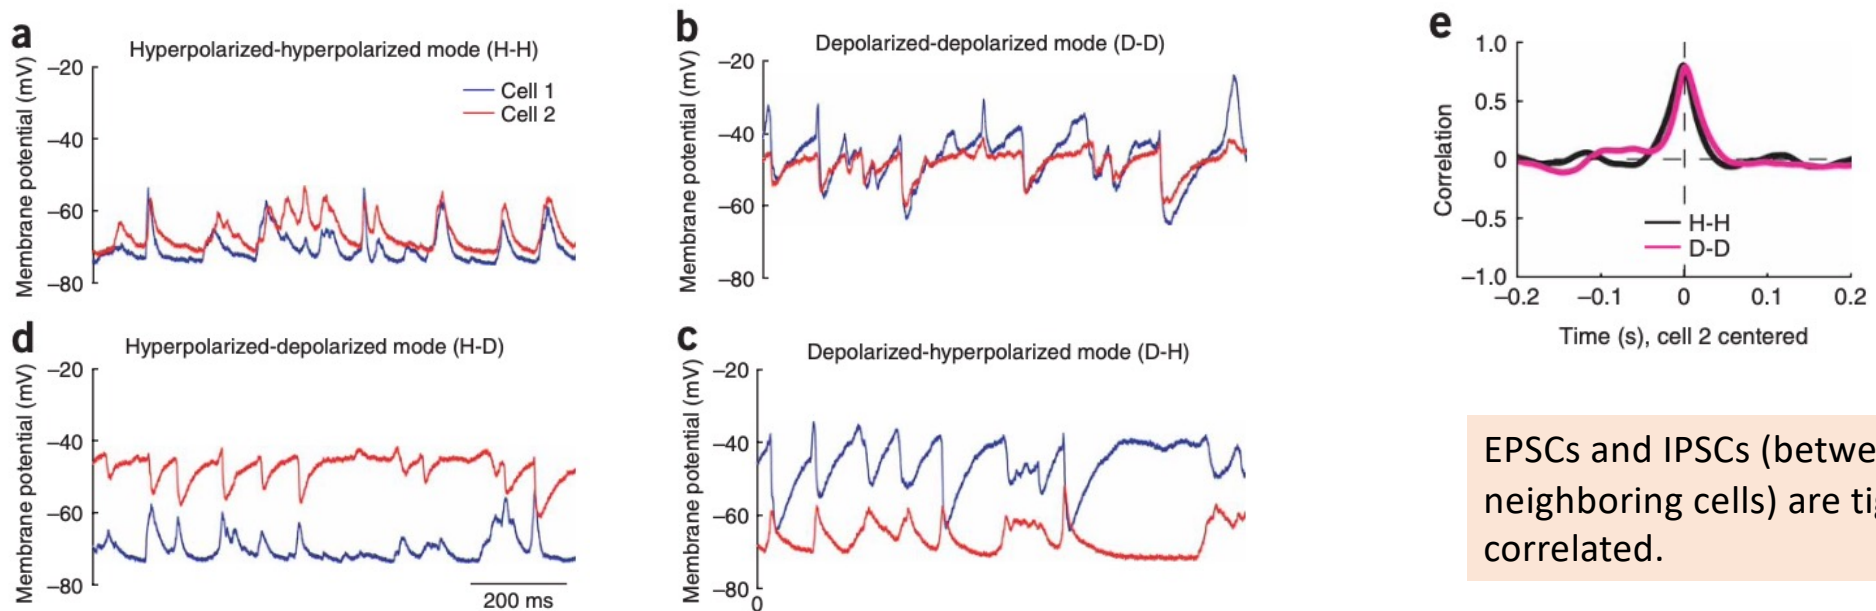 a
Hyperpolarized-hyperpolarized mode (H-H)
Membrane potential (mV)
−20
−40
−60
−80
Cell 1
Cell 2
b
Depolarized-depolarized mode (D-D)
Membrane potential (mV)
−20
−40
−60
−80
e
Correlation
1.0
0.5
0
−0.5
−1.0
H-H
D-D
−0.2 −0.1 0 0.1 0.2
Time (s), cell 2 centered
d
Hyperpolarized-depolarized mode (H-D)
Membrane potential (mV)
−20
−40
−60
−80
200 ms
c
Depolarized-hyperpolarized mode (D-H)
Membrane potential (mV)
−20
−40
−60
−80
0
EPSCs and IPSCs (betwe
neighboring cells) are tig
correlated.